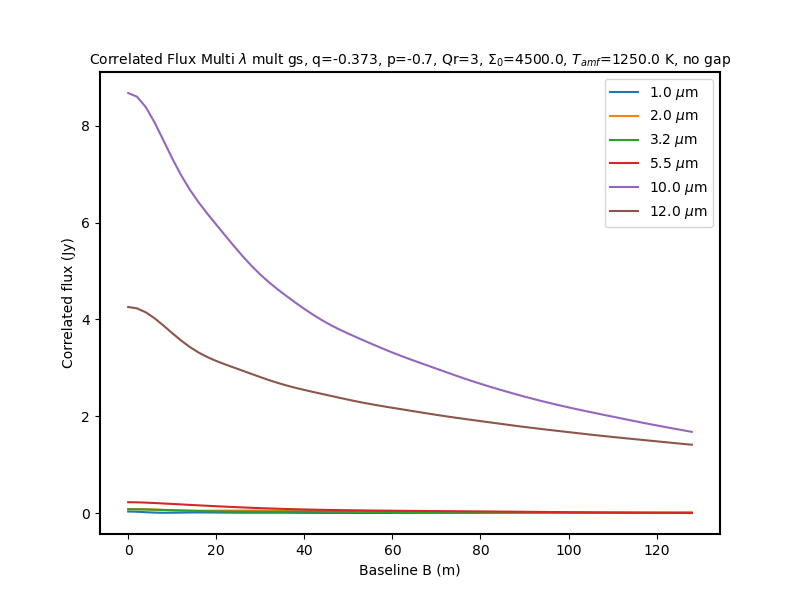 Correlated Flux Multi λ mult gs, q=-0.373, p=-0.7, Qr=3, Σ₀=4500.0, T_amf=1250.0 K, no gap
1.0 μm
2.0 μm
3.2 μm
5.5 μm
10.0 μm
12.0 μm
Correlated flux (Jy)
8
6
4
2
0
0 20 40 60 80 100 120
Baseline B (m)